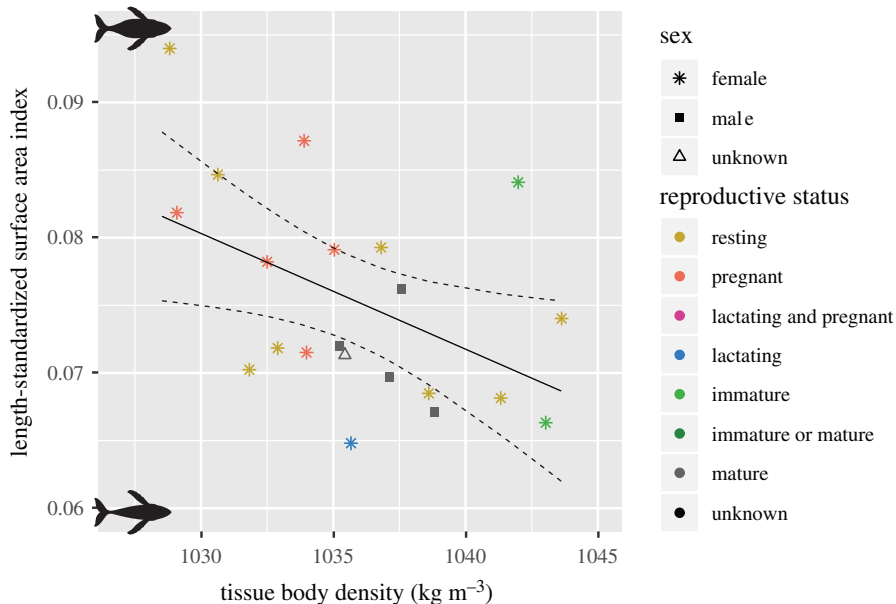 length-standardized surface area index
0.09
0.08
0.07
0.06
1030 1035 1040 1045
tissue body density (kg m⁻³)
sex
female
male
unknown
reproductive status
resting
pregnant
lactating and pregnant
lactating
immature
immature or mature
mature
unknown